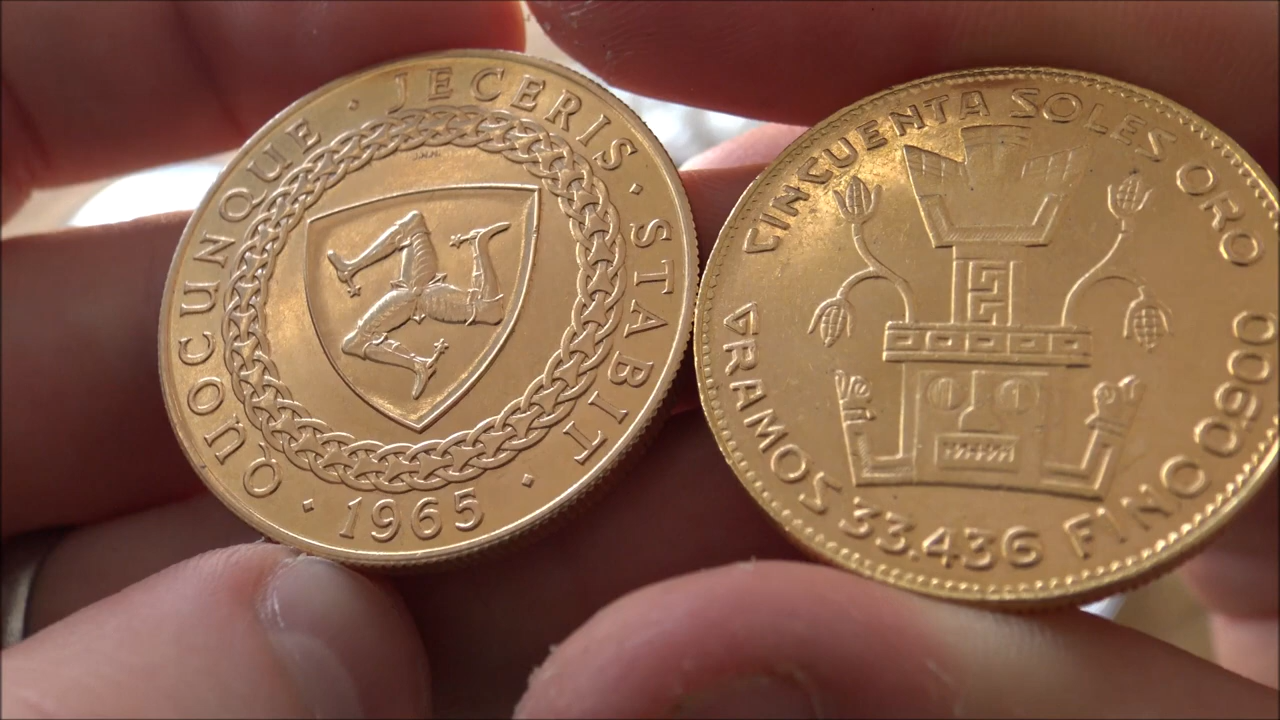 QUOCUNQUE · JECERIS · STABIT ·
· 1965
CINCUENTA SOLES ORO
GRAMOS 33.436 FINO 0.900